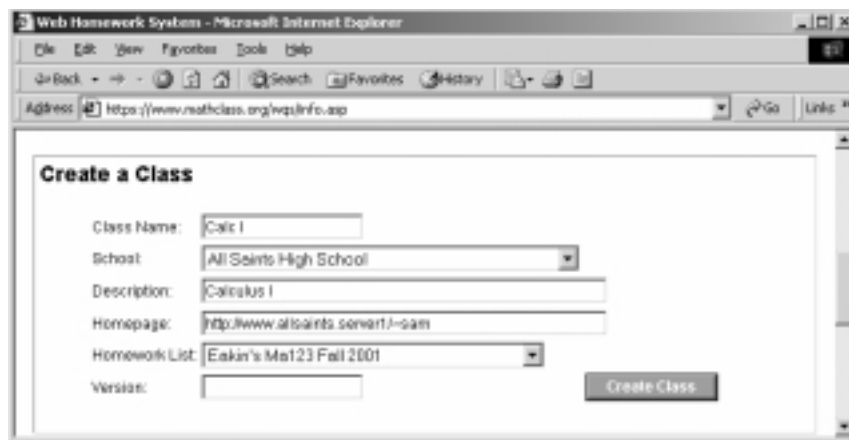 Web Homework System - Microsoft Internet Explorer
File Edit View Favorites Tools Help
Back Search Favorites History
Address https://www.mathclass.org/wqs/info.asp Go Links »
Create a Class
Class Name: Calc I
School: All Saints High School
Description: Calculus I
Homepage: http://www.allsaints.server1/~sam
Homework List: Eakin's Ma123 Fall 2001
Version:
Create Class